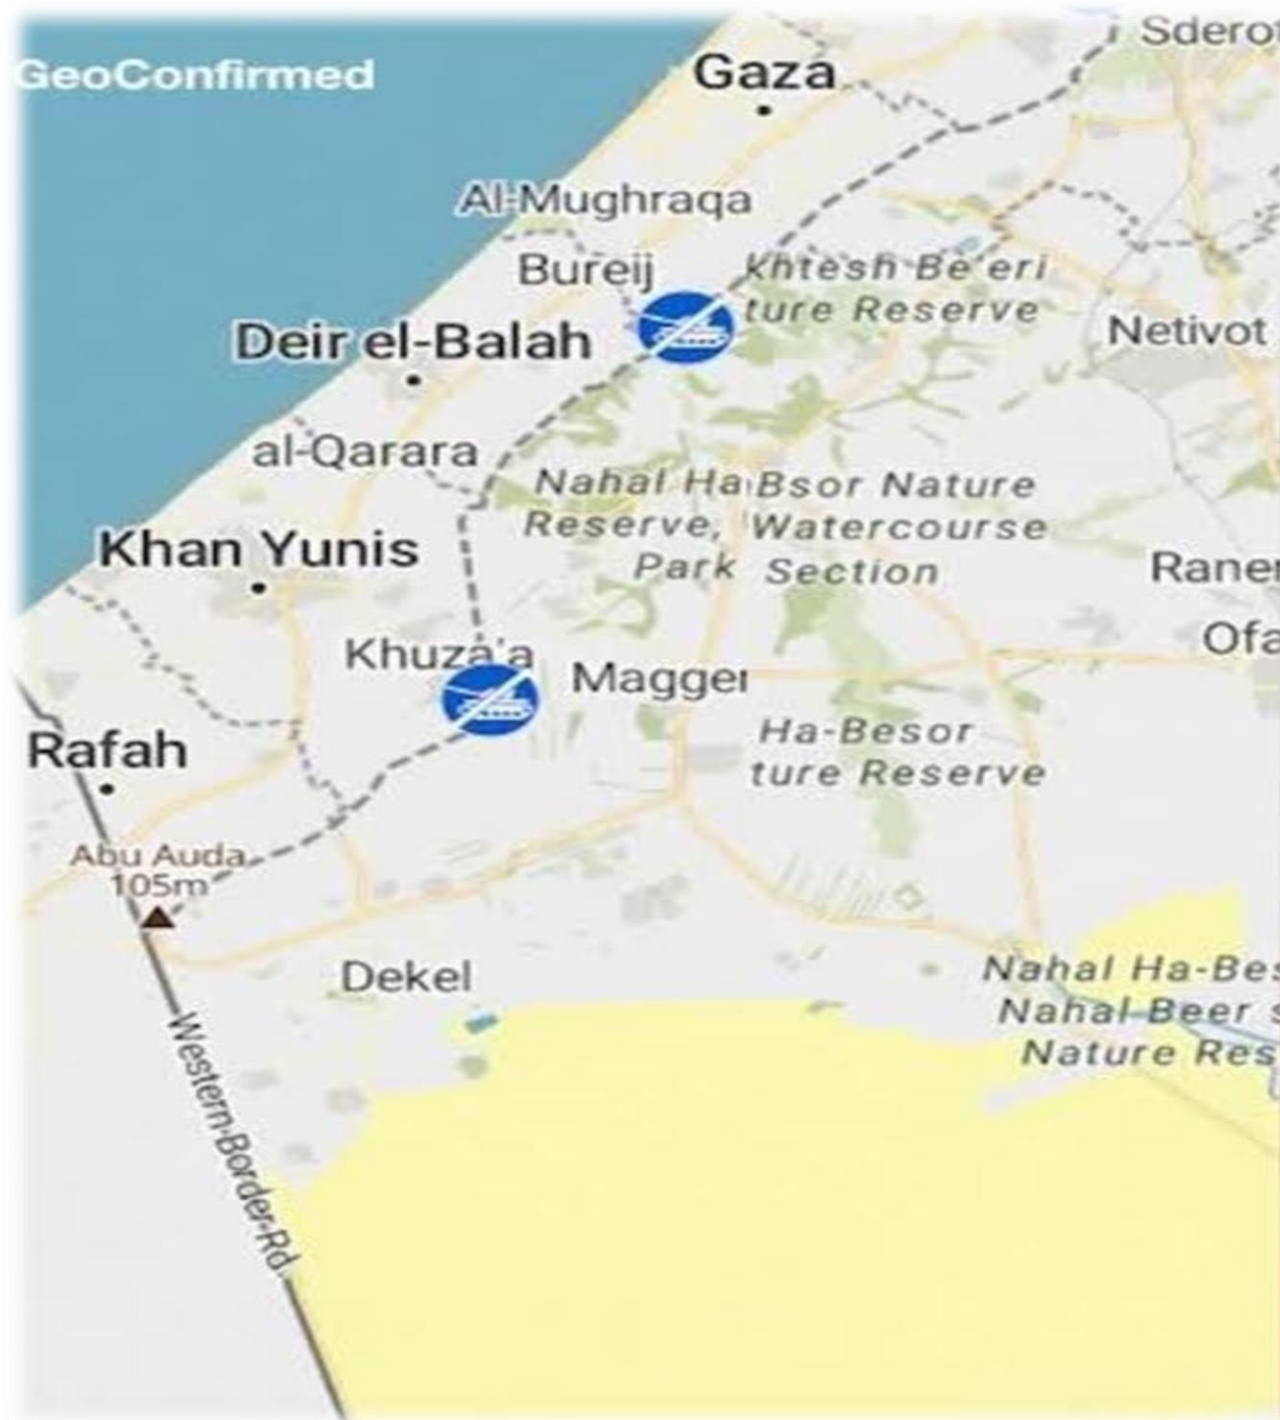 Sderot
GeoConfirmed
Gaza
Al-Mughraqa
Bureij
Khtesh Be'eri
ture Reserve
Netivot
Deir el-Balah
al-Qarara
Nahal Ha Bsor Nature
Reserve, Watercourse
Park Section
Khan Yunis
Ranen
Ofa
Khuza'a
Maggen
Ha-Besor
ture Reserve
Rafah
Abu Auda
105m
Dekel
Nahal Ha-Bes
Nahal Beer s
Nature Res
Western Border Rd